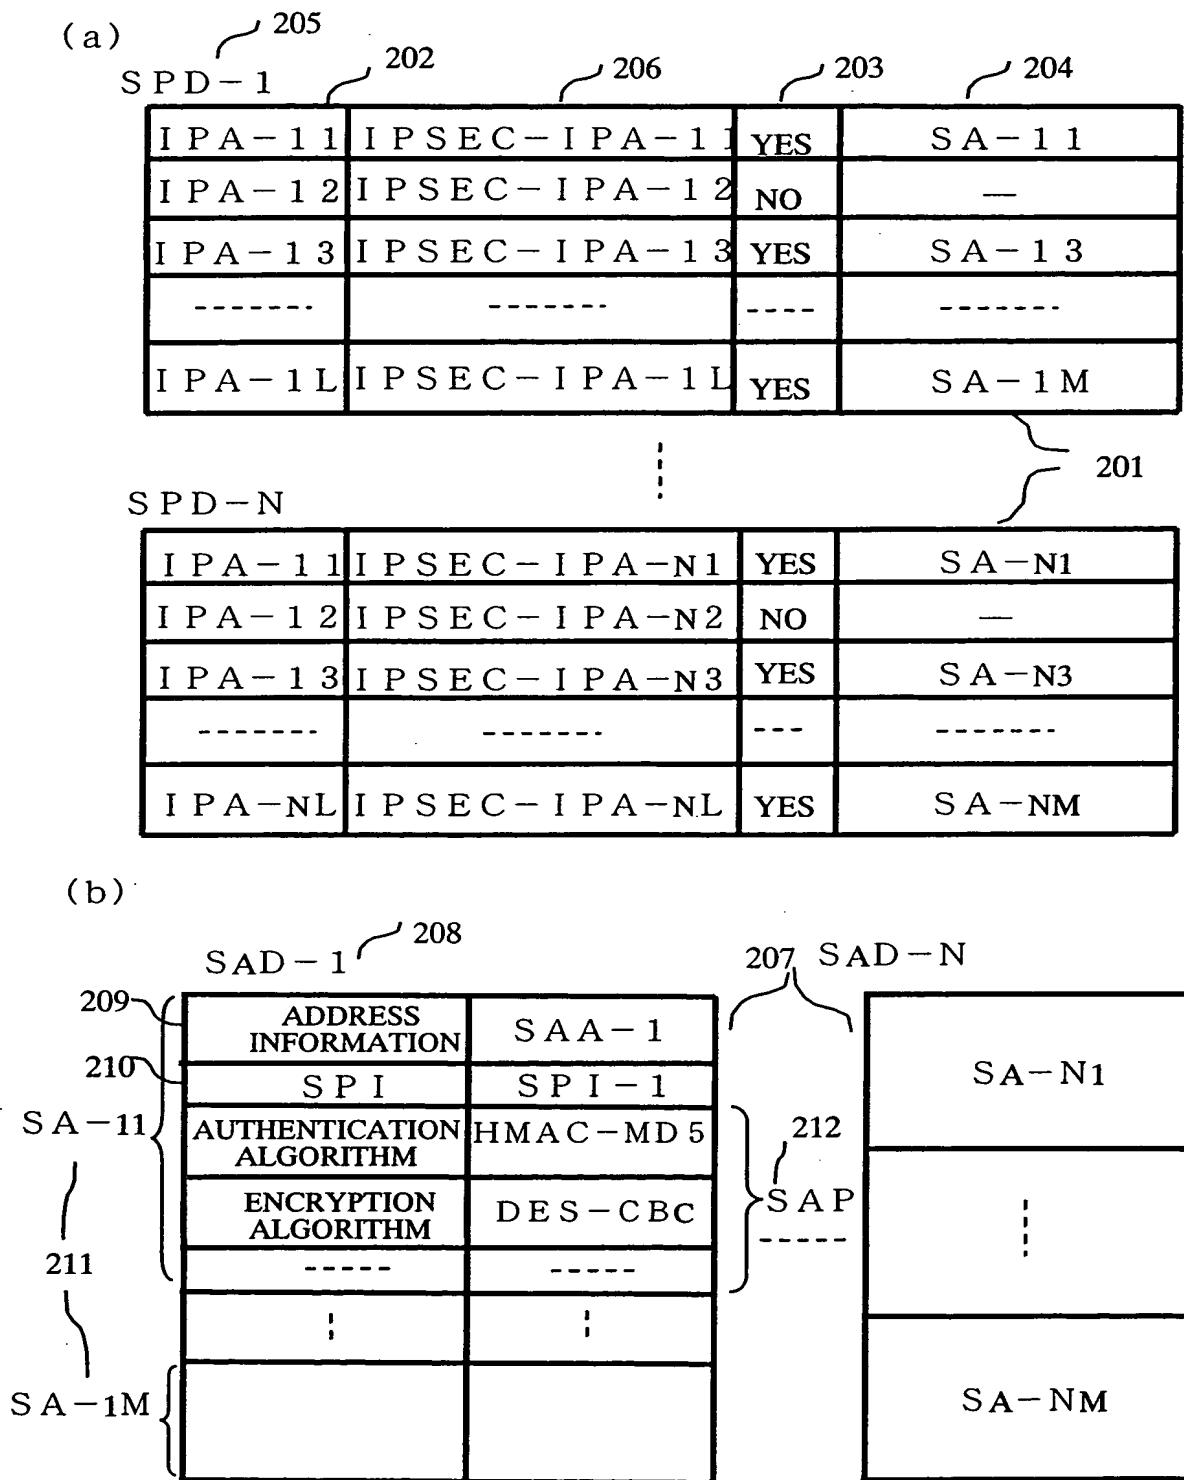 (a)
205
SPD-1
202
206
203
204
IPA-11 IPSEC-IPA-11 YES SA-11
IPA-12 IPSEC-IPA-12 NO —
IPA-13 IPSEC-IPA-13 YES SA-13
------- ------- ---- -------
IPA-1L IPSEC-IPA-1L YES SA-1M
201
SPD-N
IPA-11 IPSEC-IPA-N1 YES SA-N1
IPA-12 IPSEC-IPA-N2 NO —
IPA-13 IPSEC-IPA-N3 YES SA-N3
------- ------- --- -------
IPA-NL IPSEC-IPA-NL YES SA-NM
(b)
SAD-1
208
207
SAD-N
209
ADDRESS
INFORMATION
SAA-1
210
SPI
SPI-1
SA-N1
SA-11
AUTHENTICATION
ALGORITHM
HMAC-MD5
212
ENCRYPTION
ALGORITHM
DES-CBC
SAP
-----
211
----- -----
SA-1M
SA-NM